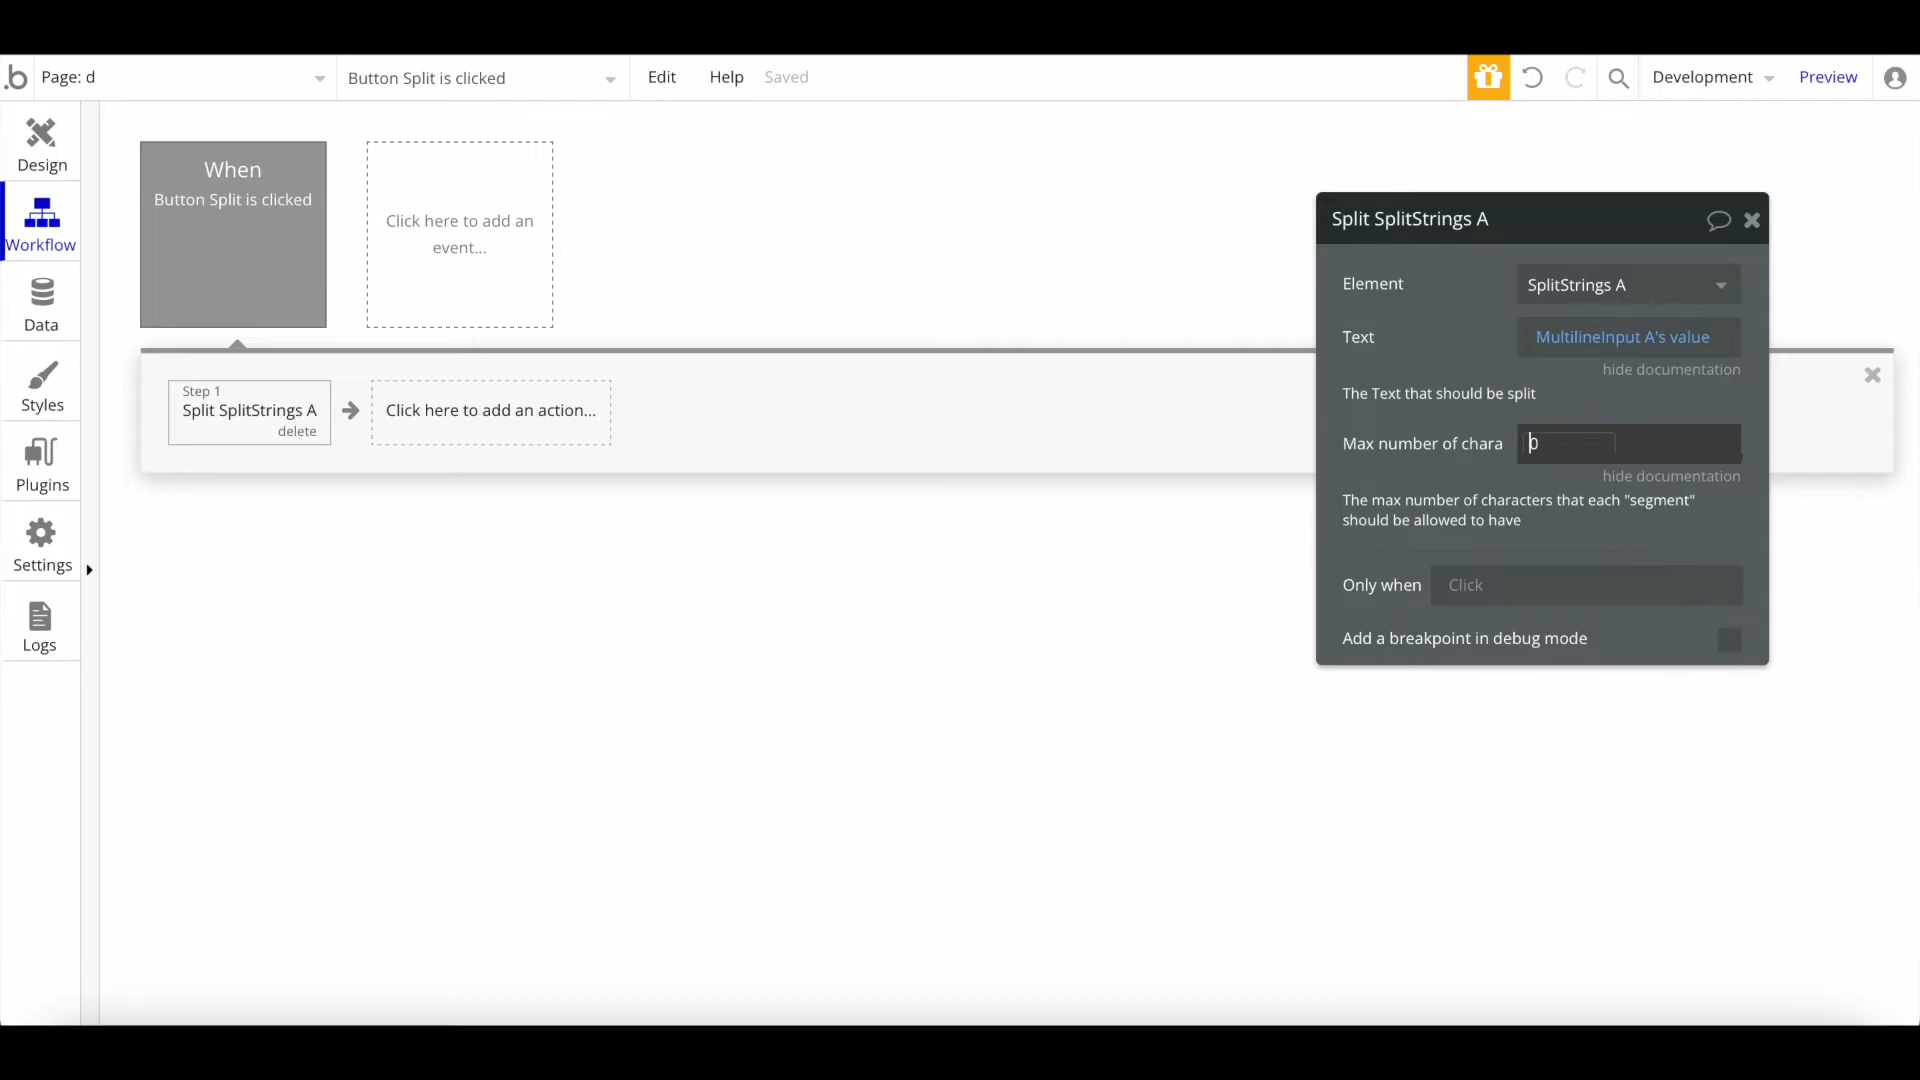 .b
Page: d
Button Split is clicked
Edit
Help
Saved
Development
Preview
Design
Workflow
Data
Styles
Plugins
Settings
Logs
When
Button Split is clicked
Click here to add an
event...
Step 1
Split SplitStrings A
delete
Click here to add an action...
Split SplitStrings A
Element
SplitStrings A
Text
MultilineInput A's value
hide documentation
The Text that should be split
Max number of chara
0
hide documentation
The max number of characters that each "segment"
should be allowed to have
Only when
Click
Add a breakpoint in debug mode